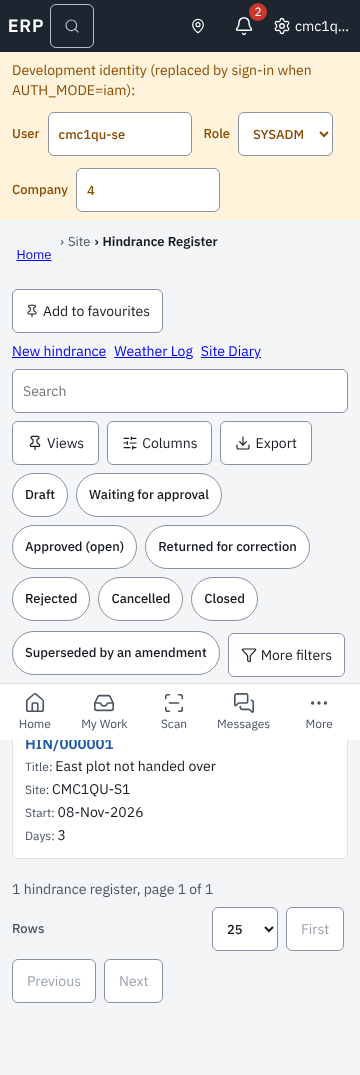 ERP
2
cmc1q...
Development identity (replaced by sign-in when
AUTH_MODE=iam):
User cmc1qu-se Role SYSADM
Company 4
Home › Site › Hindrance Register
Add to favourites
New hindrance Weather Log Site Diary
Search
Views Columns Export
Draft Waiting for approval
Approved (open) Returned for correction
Rejected Cancelled Closed
Superseded by an amendment More filters
Home My Work Scan Messages More
HIN/000001
Title: East plot not handed over
Site: CMC1QU-S1
Start: 08-Nov-2026
Days: 3
1 hindrance register, page 1 of 1
Rows 25 First
Previous Next